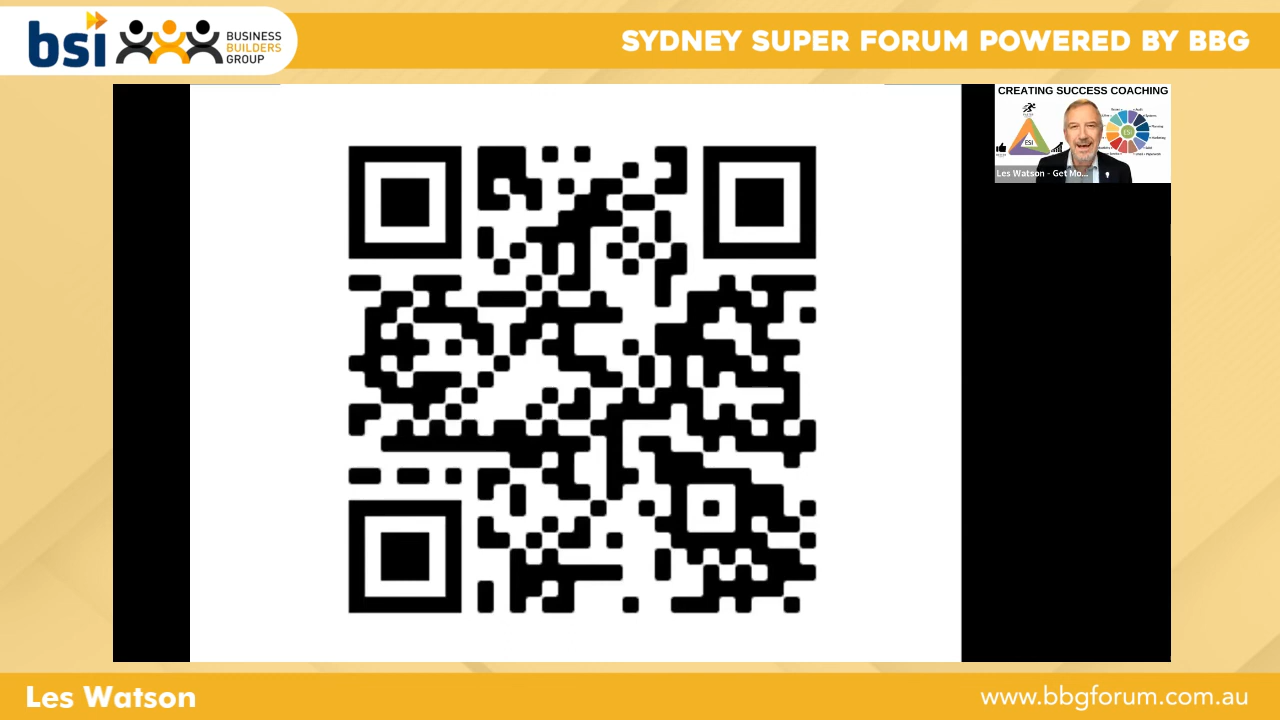 bsi
BUSINESS
BUILDERS
GROUP
SYDNEY SUPER FORUM POWERED BY BBG
CREATING SUCCESS COACHING
ESI
ESI
Les Watson - Get Mo...
Les Watson
www.bbgforum.com.au